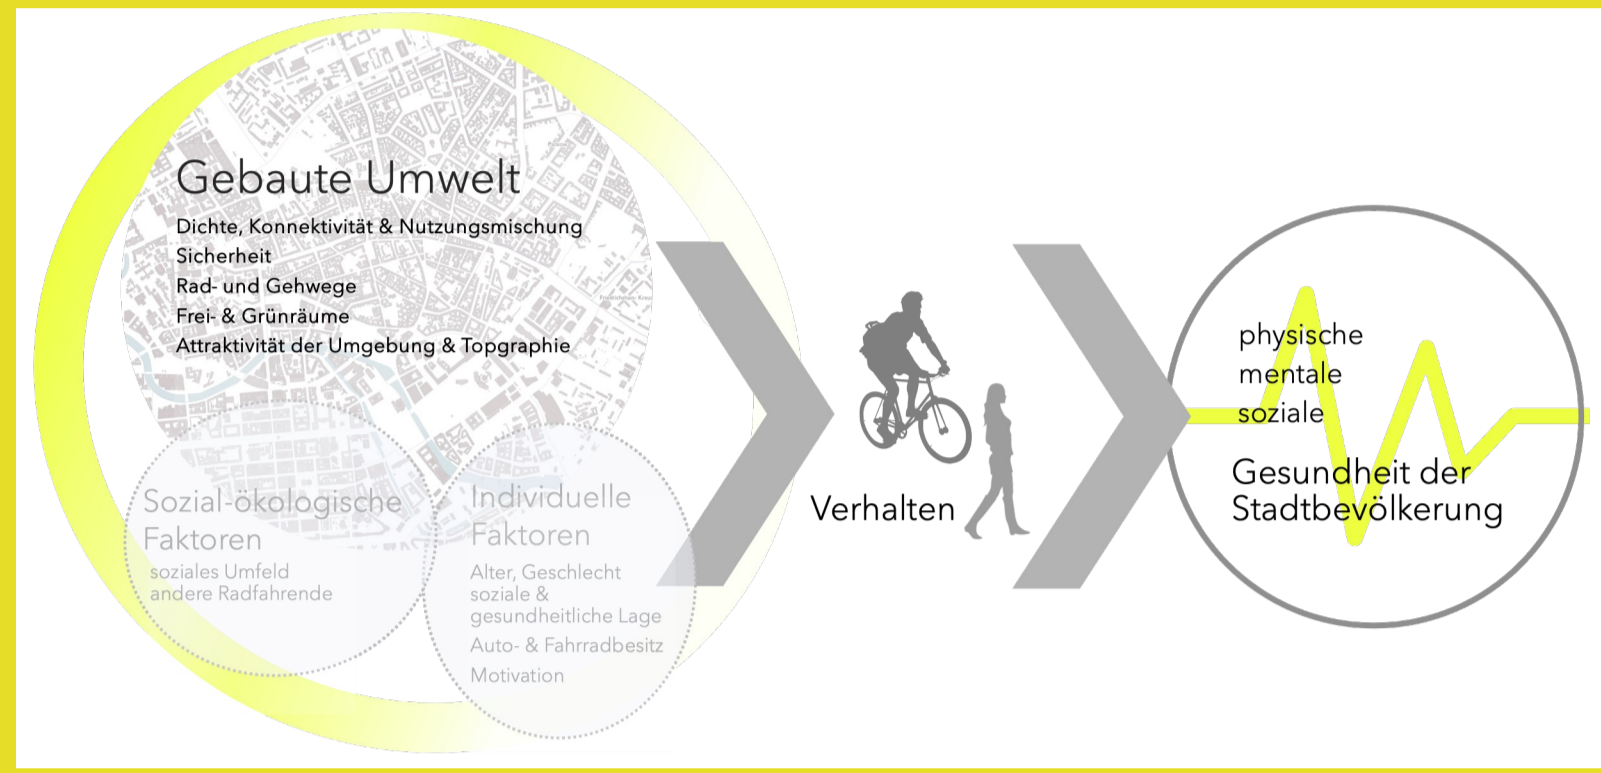 Gebaute Umwelt
Dichte, Konnektivität & Nutzungsmischung
Sicherheit
Rad- und Gehwege
Frei- & Grünräume
Attraktivität der Umgebung & Topgraphie
Sozial-ökologische
Faktoren
soziales Umfeld
andere Radfahrende
Individuelle
Faktoren
Alter, Geschlecht
soziale &
gesundheitliche Lage
Auto- & Fahrradbesitz
Motivation
Verhalten
physische
mentale
soziale
Gesundheit der
Stadtbevölkerung